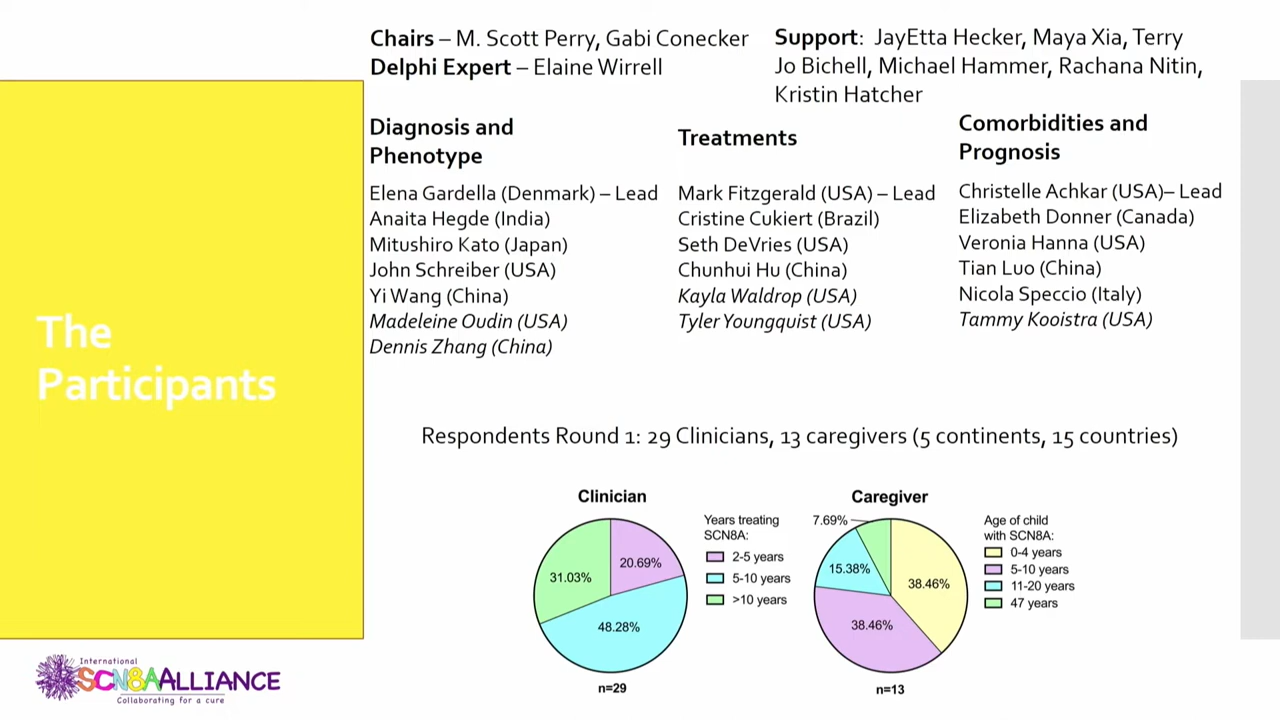 Chairs – M. Scott Perry, Gabi Conecker
Delphi Expert – Elaine Wirrell
Support: JayEtta Hecker, Maya Xia, Terry
Jo Bichell, Michael Hammer, Rachana Nitin,
Kristin Hatcher
The
Participants
Diagnosis and
Phenotype
Elena Gardella (Denmark) – Lead
Anaita Hegde (India)
Mitushiro Kato (Japan)
John Schreiber (USA)
Yi Wang (China)
Madeleine Oudin (USA)
Dennis Zhang (China)
Treatments
Mark Fitzgerald (USA) – Lead
Cristine Cukiert (Brazil)
Seth DeVries (USA)
Chunhui Hu (China)
Kayla Waldrop (USA)
Tyler Youngquist (USA)
Comorbidities and
Prognosis
Christelle Achkar (USA)– Lead
Elizabeth Donner (Canada)
Veronia Hanna (USA)
Tian Luo (China)
Nicola Speccio (Italy)
Tammy Kooistra (USA)
Respondents Round 1: 29 Clinicians, 13 caregivers (5 continents, 15 countries)
Clinician
20.69%
31.03%
48.28%
n=29
Years treating
SCN8A:
2-5 years
5-10 years
>10 years
Caregiver
7.69%
15.38%
38.46%
38.46%
n=13
Age of child
with SCN8A:
0-4 years
5-10 years
11-20 years
47 years
International
SCN8A ALLIANCE
Collaborating for a cure